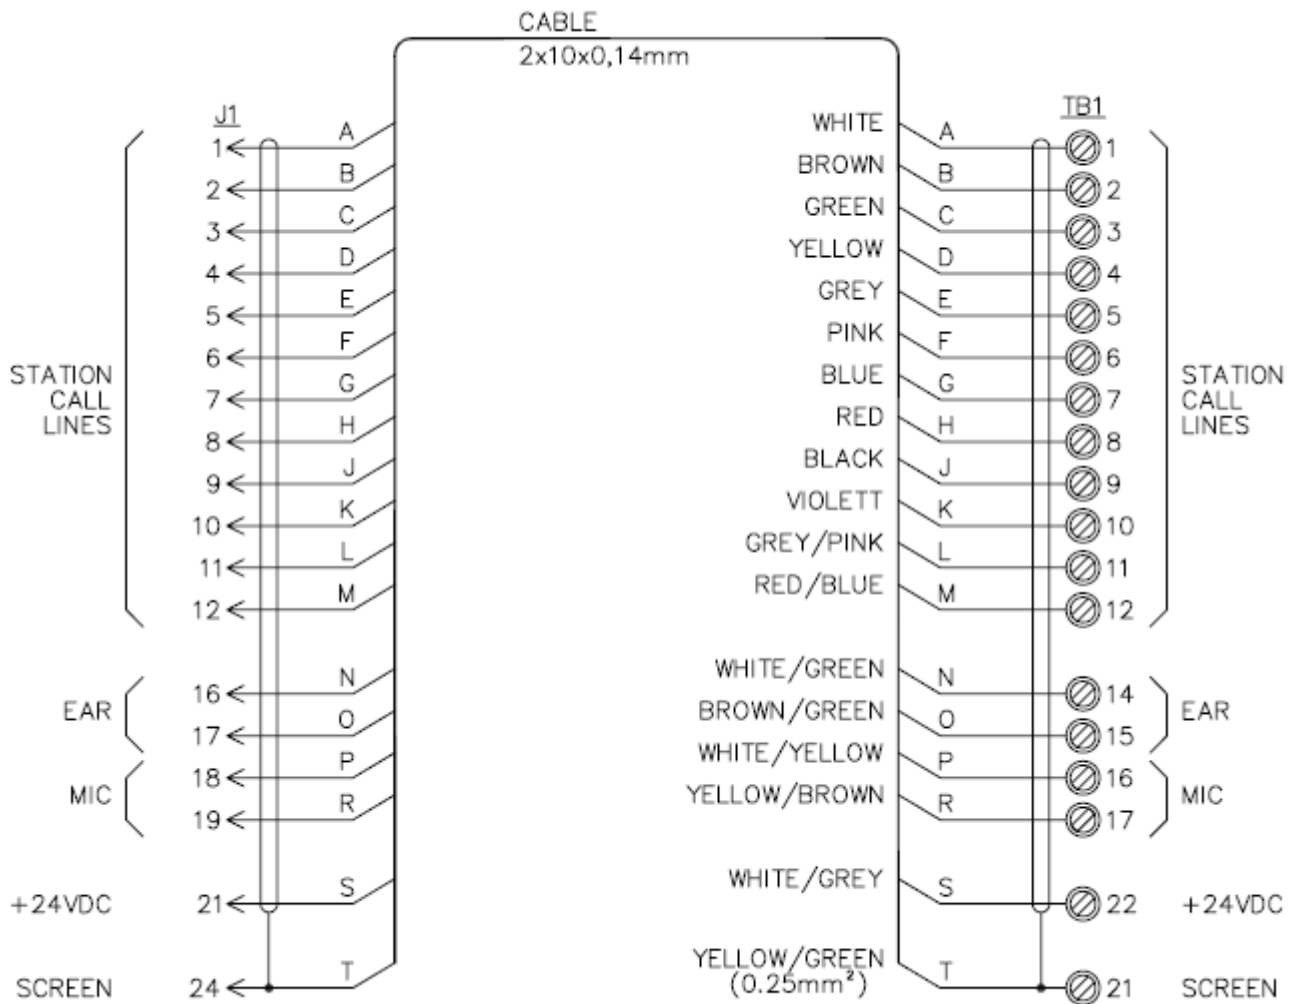 CABLE
2x10x0,14mm
J1
TB1
1 A WHITE A 1
2 B BROWN B 2
3 C GREEN C 3
4 D YELLOW D 4
5 E GREY E 5
6 F PINK F 6
7 G BLUE G 7
8 H RED H 8
9 J BLACK J 9
10 K VIOLETT K 10
11 L GREY/PINK L 11
12 M RED/BLUE M 12
STATION
CALL
LINES
STATION
CALL
LINES
16 N WHITE/GREEN N 14
EAR
17 O BROWN/GREEN O 15
EAR
18 P WHITE/YELLOW P 16
MIC
19 R YELLOW/BROWN R 17
MIC
+24VDC 21 S WHITE/GREY S 22 +24VDC
SCREEN 24 T YELLOW/GREEN T 21 SCREEN
(0.25mm²)